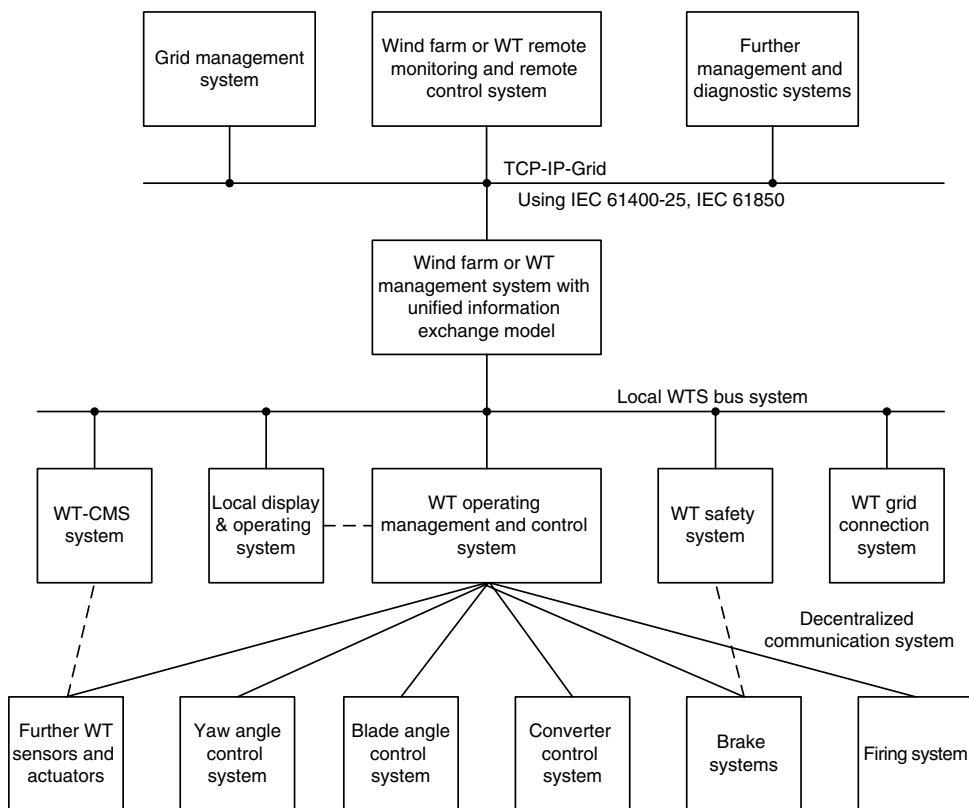 Grid management
system
Wind farm or WT remote
monitoring and remote
control system
Further
management and
diagnostic systems
TCP-IP-Grid
Using IEC 61400-25, IEC 61850
Wind farm or WT
management system with
unified information
exchange model
Local WTS bus system
WT-CMS
system
Local display
& operating
system
WT operating
management and control
system
WT safety
system
WT grid
connection
system
Decentralized
communication system
Further WT
sensors and
actuators
Yaw angle
control
system
Blade angle
control
system
Converter
control
system
Brake
systems
Firing system